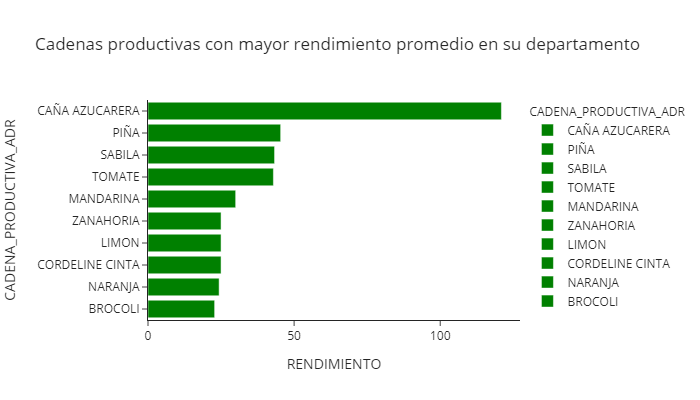 Cadenas productivas con mayor rendimiento promedio en su departamento
CADENA_PRODUCTIVA_ADR
CAÑA AZUCARERA
PIÑA
SABILA
TOMATE
MANDARINA
ZANAHORIA
LIMON
CORDELINE CINTA
NARANJA
BROCOLI
0
50
100
RENDIMIENTO
CADENA_PRODUCTIVA_ADR
CAÑA AZUCARERA
PIÑA
SABILA
TOMATE
MANDARINA
ZANAHORIA
LIMON
CORDELINE CINTA
NARANJA
BROCOLI